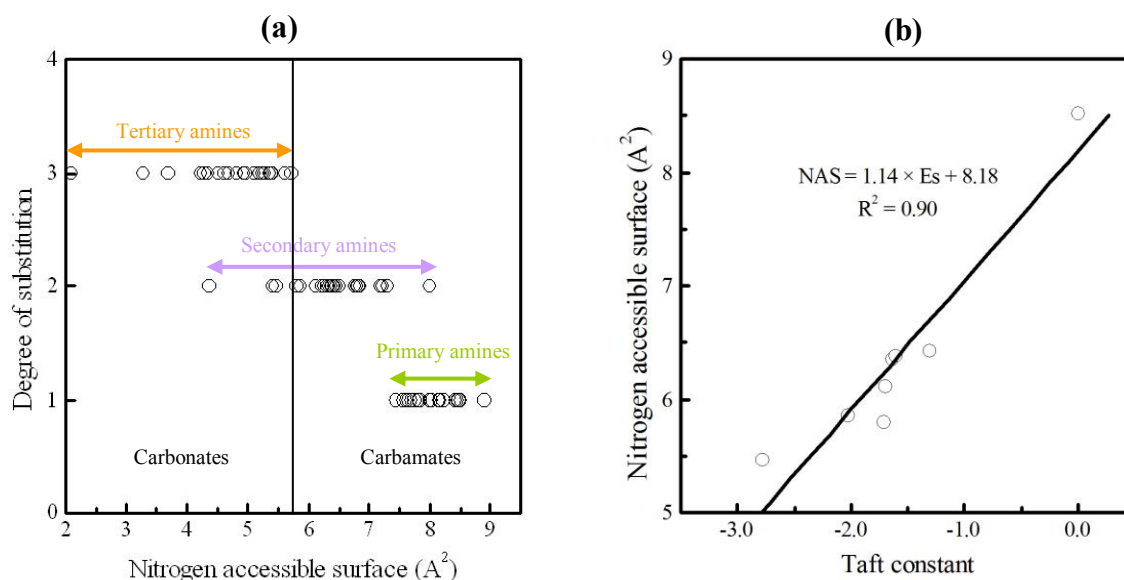 (a)
4
3
2
1
0
Degree of substitution
Tertiary amines
Secondary amines
Primary amines
Carbonates
Carbamates
2 3 4 5 6 7 8 9
Nitrogen accessible surface (A²)
(b)
9
8
7
6
5
Nitrogen accessible surface (A²)
NAS = 1.14 × Es + 8.18
R² = 0.90
-3.0 -2.0 -1.0 0.0
Taft constant